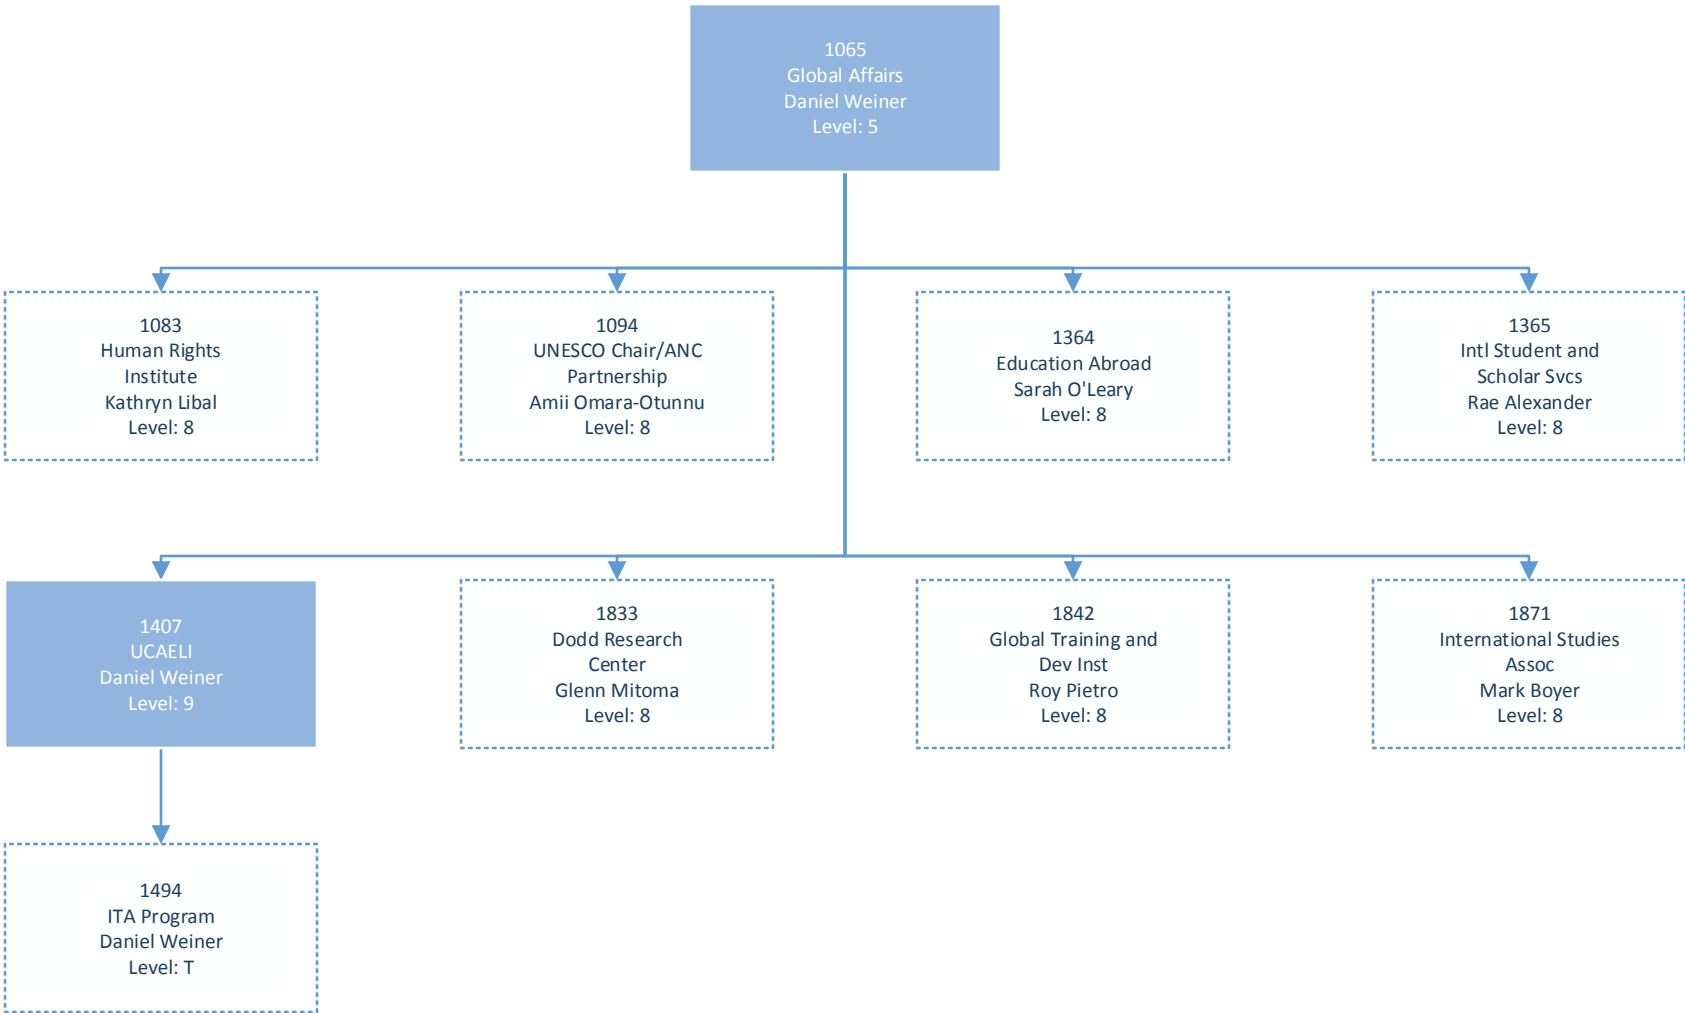 1065
Global Affairs
Daniel Weiner
Level: 5
1083
Human Rights
Institute
Kathryn Libal
Level: 8
1094
UNESCO Chair/ANC
Partnership
Amii Omara-Otunnu
Level: 8
1364
Education Abroad
Sarah O'Leary
Level: 8
1365
Intl Student and
Scholar Svcs
Rae Alexander
Level: 8
1407
UCAELI
Daniel Weiner
Level: 9
1833
Dodd Research
Center
Glenn Mitoma
Level: 8
1842
Global Training and
Dev Inst
Roy Pietro
Level: 8
1871
International Studies
Assoc
Mark Boyer
Level: 8
1494
ITA Program
Daniel Weiner
Level: T